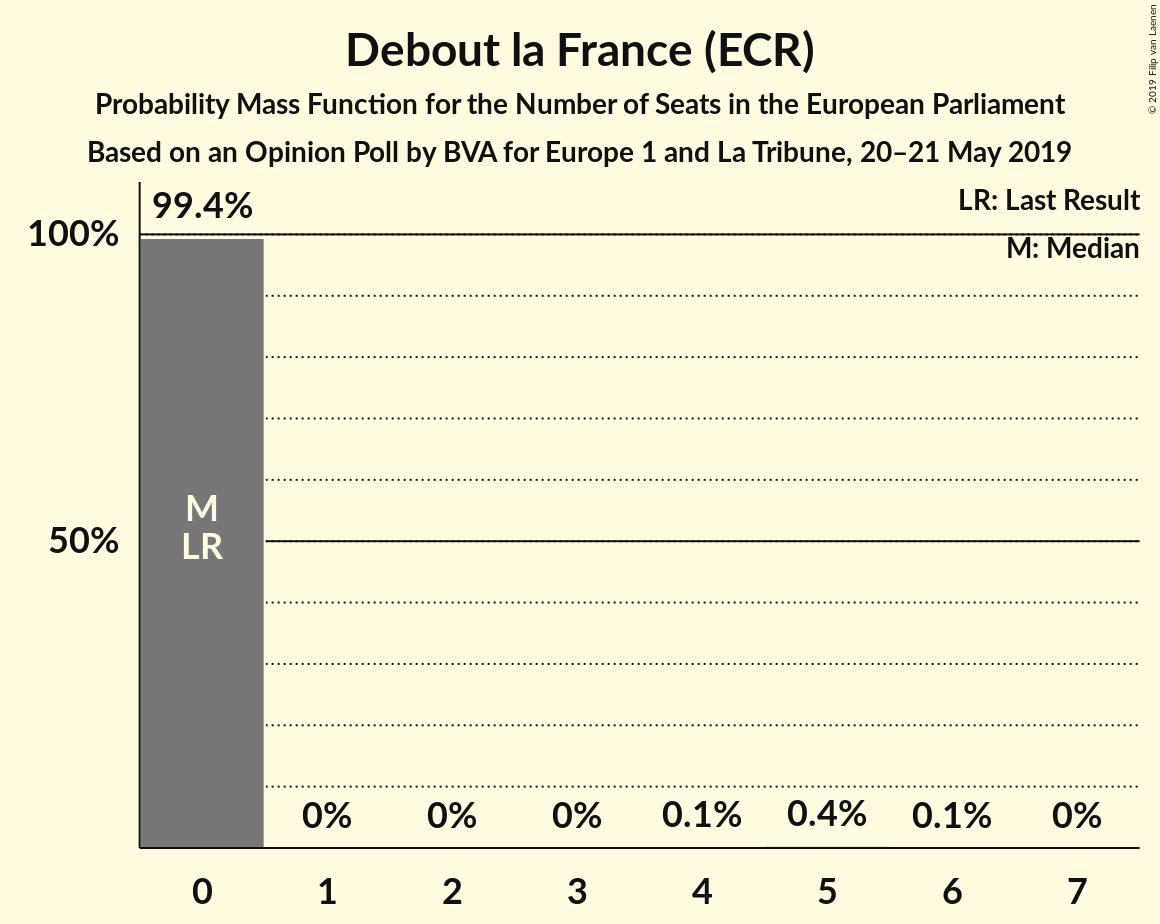 Debout la France (ECR)
Probability Mass Function for the Number of Seats in the European Parliament
Based on an Opinion Poll by BVA for Europe 1 and La Tribune, 20–21 May 2019
© 2019 Filip van Laenen
LR: Last Result
M: Median
100%
50%
99.4%
M
LR
0% 0% 0% 0.1% 0.4% 0.1% 0%
0 1 2 3 4 5 6 7